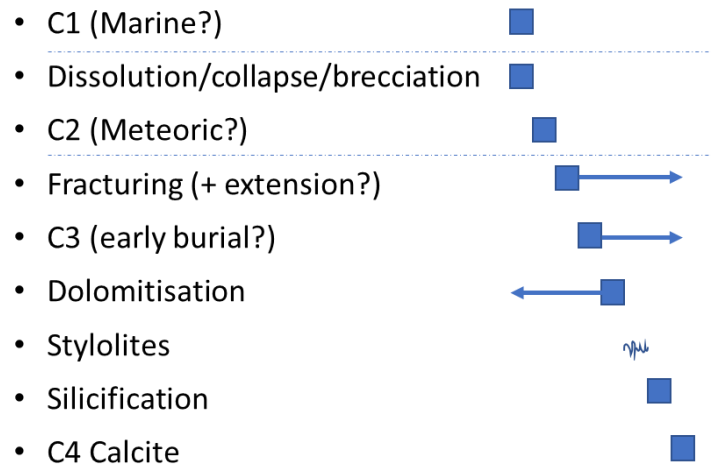 • C1 (Marine?)
• Dissolution/collapse/brecciation
• C2 (Meteoric?)
• Fracturing (+ extension?)
• C3 (early burial?)
• Dolomitisation
• Stylolites
• Silicification
• C4 Calcite